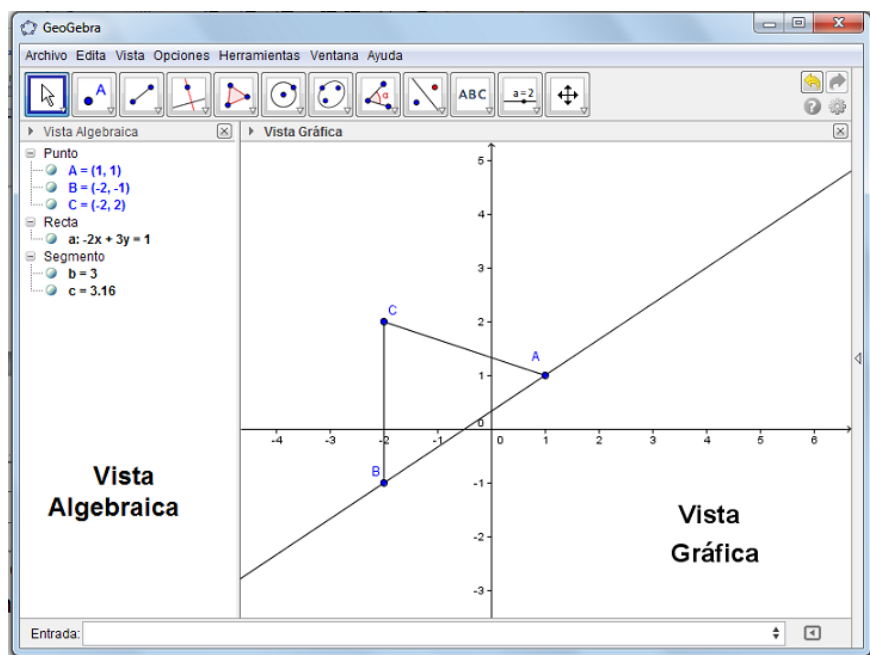 GeoGebra
Archivo Edita Vista Opciones Herramientas Ventana Ayuda
A
α
ABC
a=2
Vista Algebraica
Vista Gráfica
Punto
A = (1, 1)
B = (-2, -1)
C = (-2, 2)
Recta
a: -2x + 3y = 1
Segmento
b = 3
c = 3.16
Vista
Algebraica
5
4
3
C
2
A
1
0
-4 -3 -2 -1 0 1 2 3 4 5 6
B
-1
-2
-3
Vista
Gráfica
Entrada: